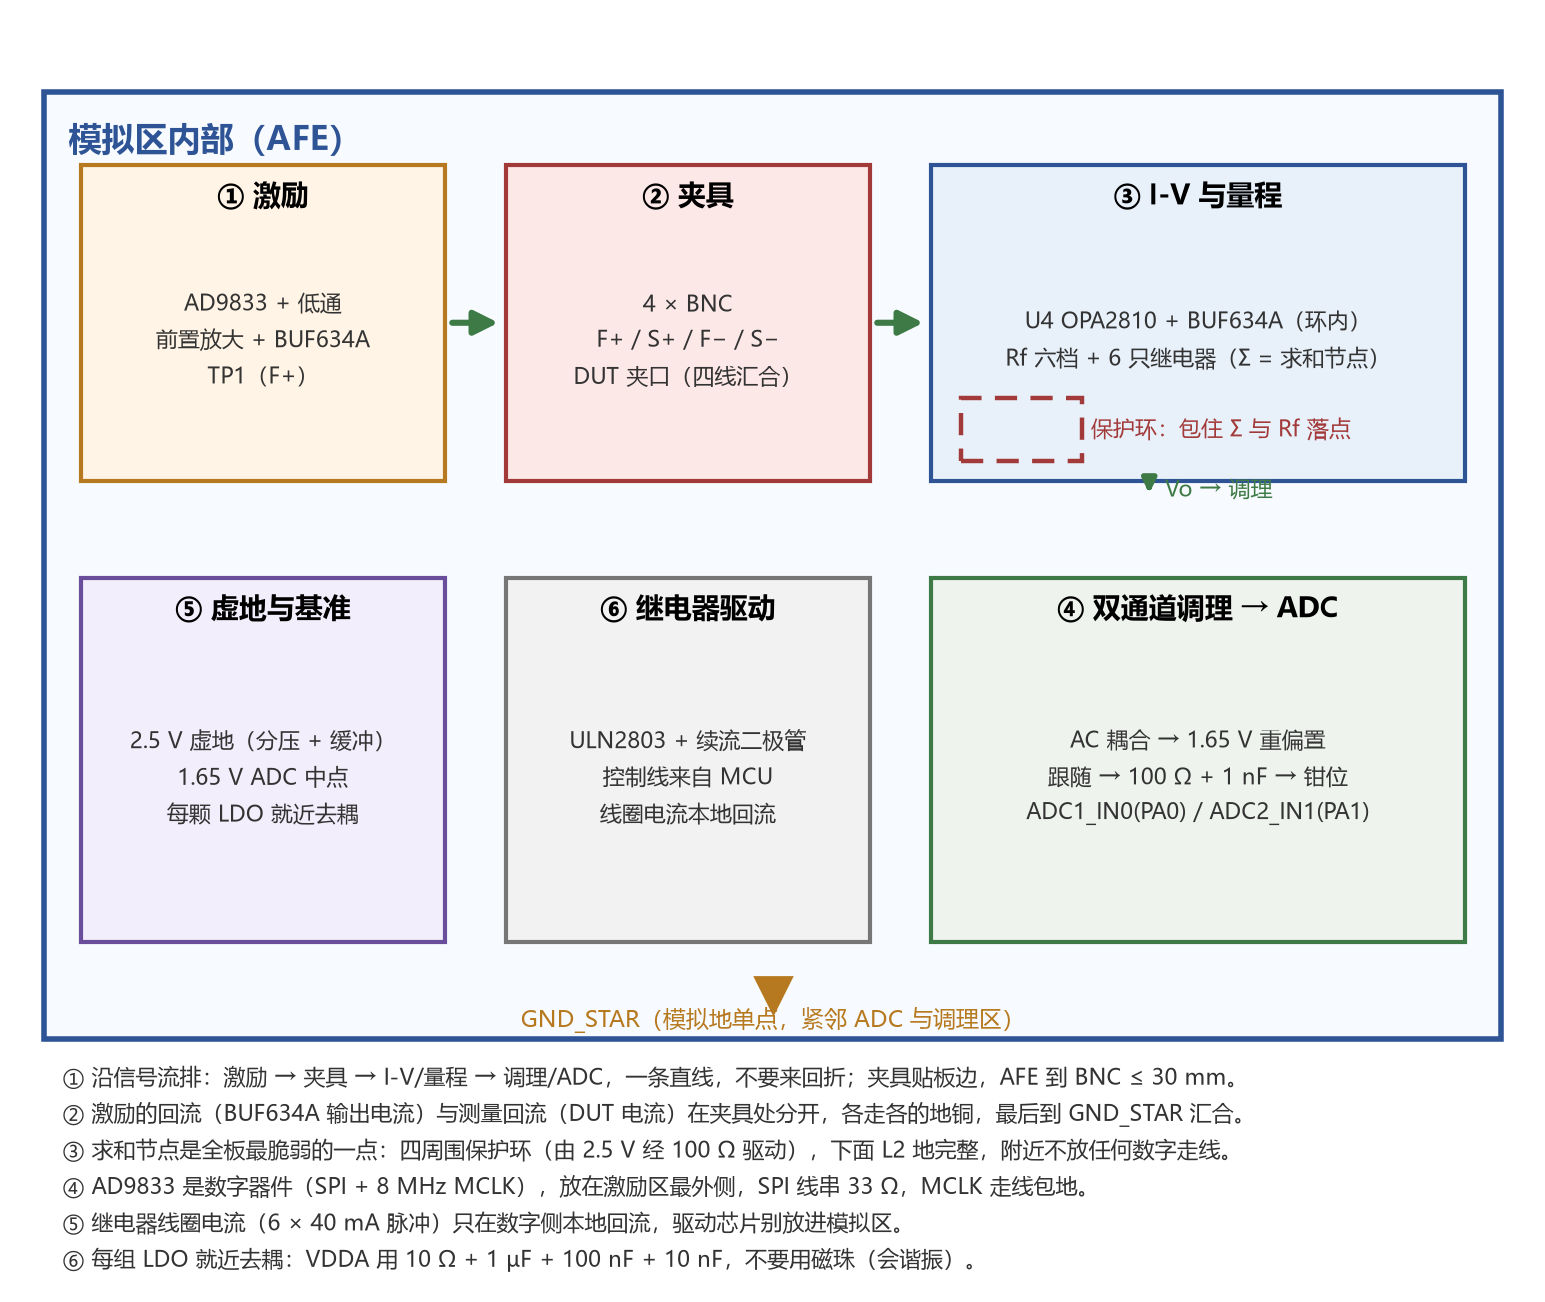 模拟区内部（AFE）
① 激励
AD9833 + 低通
前置放大 + BUF634A
TP1（F+）
② 夹具
4 × BNC
F+ / S+ / F− / S−
DUT 夹口（四线汇合）
③ I-V 与量程
U4 OPA2810 + BUF634A（环内）
Rf 六档 + 6 只继电器（Σ = 求和节点）
保护环：包住 Σ 与 Rf 落点
Vo → 调理
⑤ 虚地与基准
2.5 V 虚地（分压 + 缓冲）
1.65 V ADC 中点
每颗 LDO 就近去耦
⑥ 继电器驱动
ULN2803 + 续流二极管
控制线来自 MCU
线圈电流本地回流
④ 双通道调理 → ADC
AC 耦合 → 1.65 V 重偏置
跟随 → 100 Ω + 1 nF → 钳位
ADC1_IN0(PA0) / ADC2_IN1(PA1)
GND_STAR（模拟地单点，紧邻 ADC 与调理区）
① 沿信号流排：激励 → 夹具 → I-V/量程 → 调理/ADC，一条直线，不要来回折；夹具贴板边，AFE 到 BNC ≤ 30 mm。
② 激励的回流（BUF634A 输出电流）与测量回流（DUT 电流）在夹具处分开，各走各的地铜，最后到 GND_STAR 汇合。
③ 求和节点是全板最脆弱的一点：四周围保护环（由 2.5 V 经 100 Ω 驱动），下面 L2 地完整，附近不放任何数字走线。
④ AD9833 是数字器件（SPI + 8 MHz MCLK），放在激励区最外侧，SPI 线串 33 Ω，MCLK 走线包地。
⑤ 继电器线圈电流（6 × 40 mA 脉冲）只在数字侧本地回流，驱动芯片别放进模拟区。
⑥ 每组 LDO 就近去耦：VDDA 用 10 Ω + 1 µF + 100 nF + 10 nF，不要用磁珠（会谐振）。